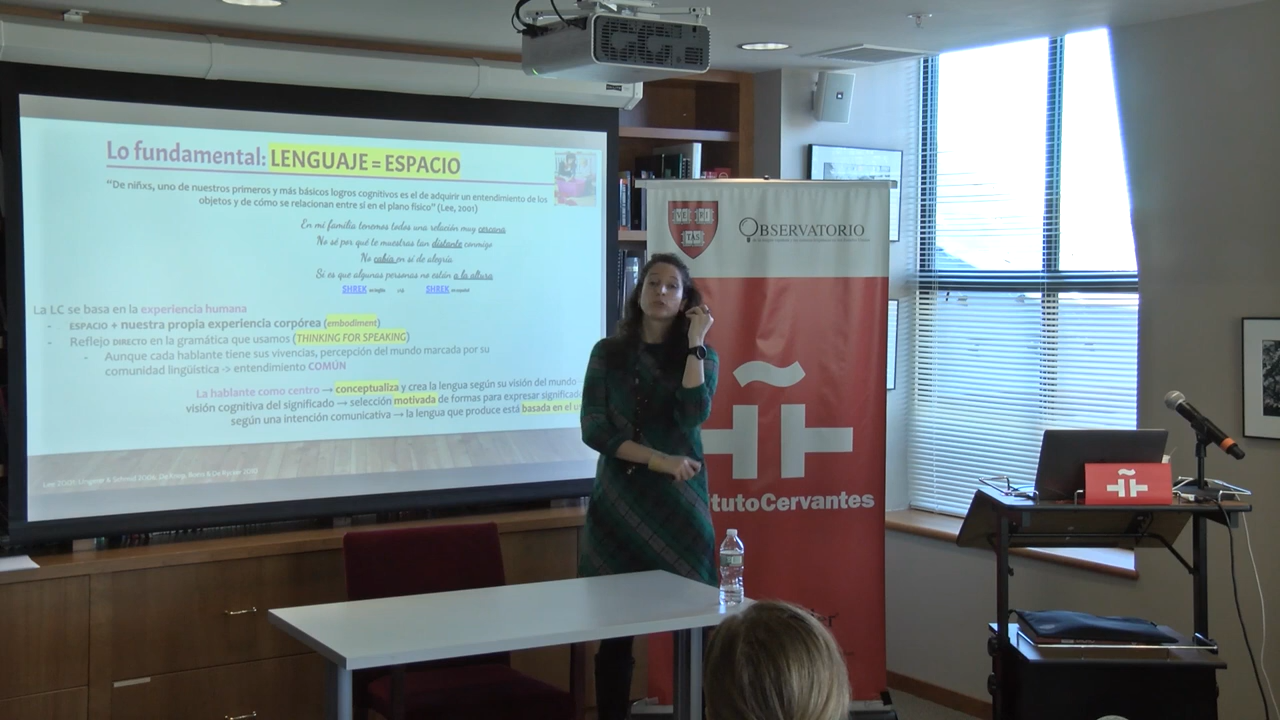 Lo fundamental: LENGUAJE = ESPACIO
"De niñxs, uno de nuestros primeros y más básicos logros cognitivos es el de adquirir un entendimiento de los
objetos y de cómo se relacionan entre sí en el plano físico" (Lee, 2001)
En mi familia tenemos todos una relación muy cercana
No sé por qué te muestras tan distante conmigo
No cabía en sí de alegría
Si es que algunas personas no están a la altura
SHREK SHREK
La LC se basa en la experiencia humana
- ESPACIO + nuestra propia experiencia corpórea (embodiment)
- Reflejo DIRECTO en la gramática que usamos (THINKING FOR SPEAKING)
- Aunque cada hablante tiene sus vivencias, percepción del mundo marcada por su
comunidad lingüística -> entendimiento COMÚN
La hablante como centro → conceptualiza y crea la lengua según su visión del mundo
visión cognitiva del significado → selección motivada de formas para expresar significado
según una intención comunicativa → la lengua que produce está basada en el u
VE RI
TAS
OBSERVATORIO
itutoCervantes